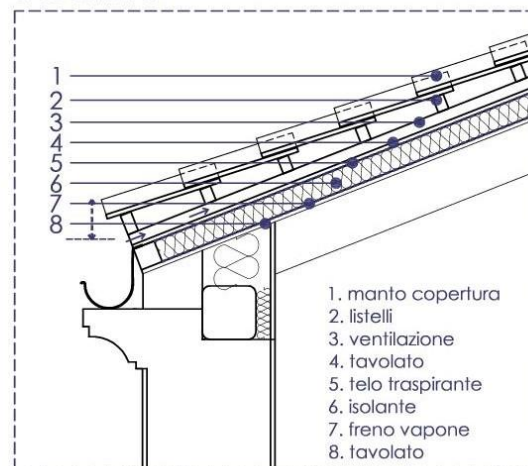 1
2
3
4
5
6
7
8
1. manto copertura
2. listelli
3. ventilazione
4. tavolato
5. telo traspirante
6. isolante
7. freno vapone
8. tavolato